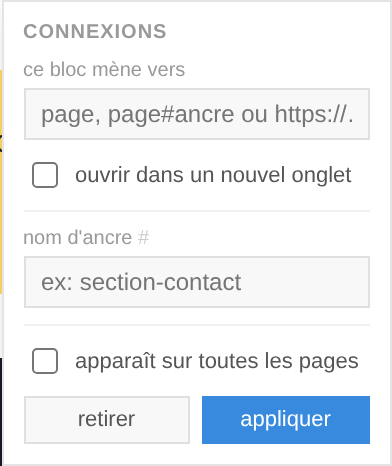 CONNEXIONS
ce bloc mène vers
page, page#ancre ou https://.
ouvrir dans un nouvel onglet
nom d'ancre #
ex: section-contact
apparaît sur toutes les pages
retirer
appliquer